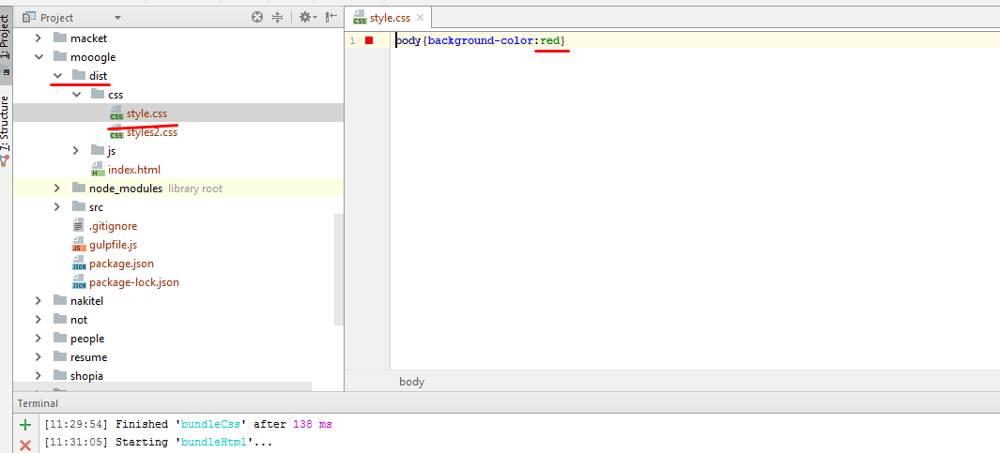 1: Project
7: Structure
Project
style.css
macket
mooogle
dist
css
style.css
styles2.css
js
index.html
node_modules library root
src
.gitignore
gulpfile.js
package.json
package-lock.json
nakitel
not
people
resume
shopia
1 body{background-color:red}
body
Terminal
[11:29:54] Finished 'bundleCss' after 138 ms
[11:31:05] Starting 'bundleHtml'...